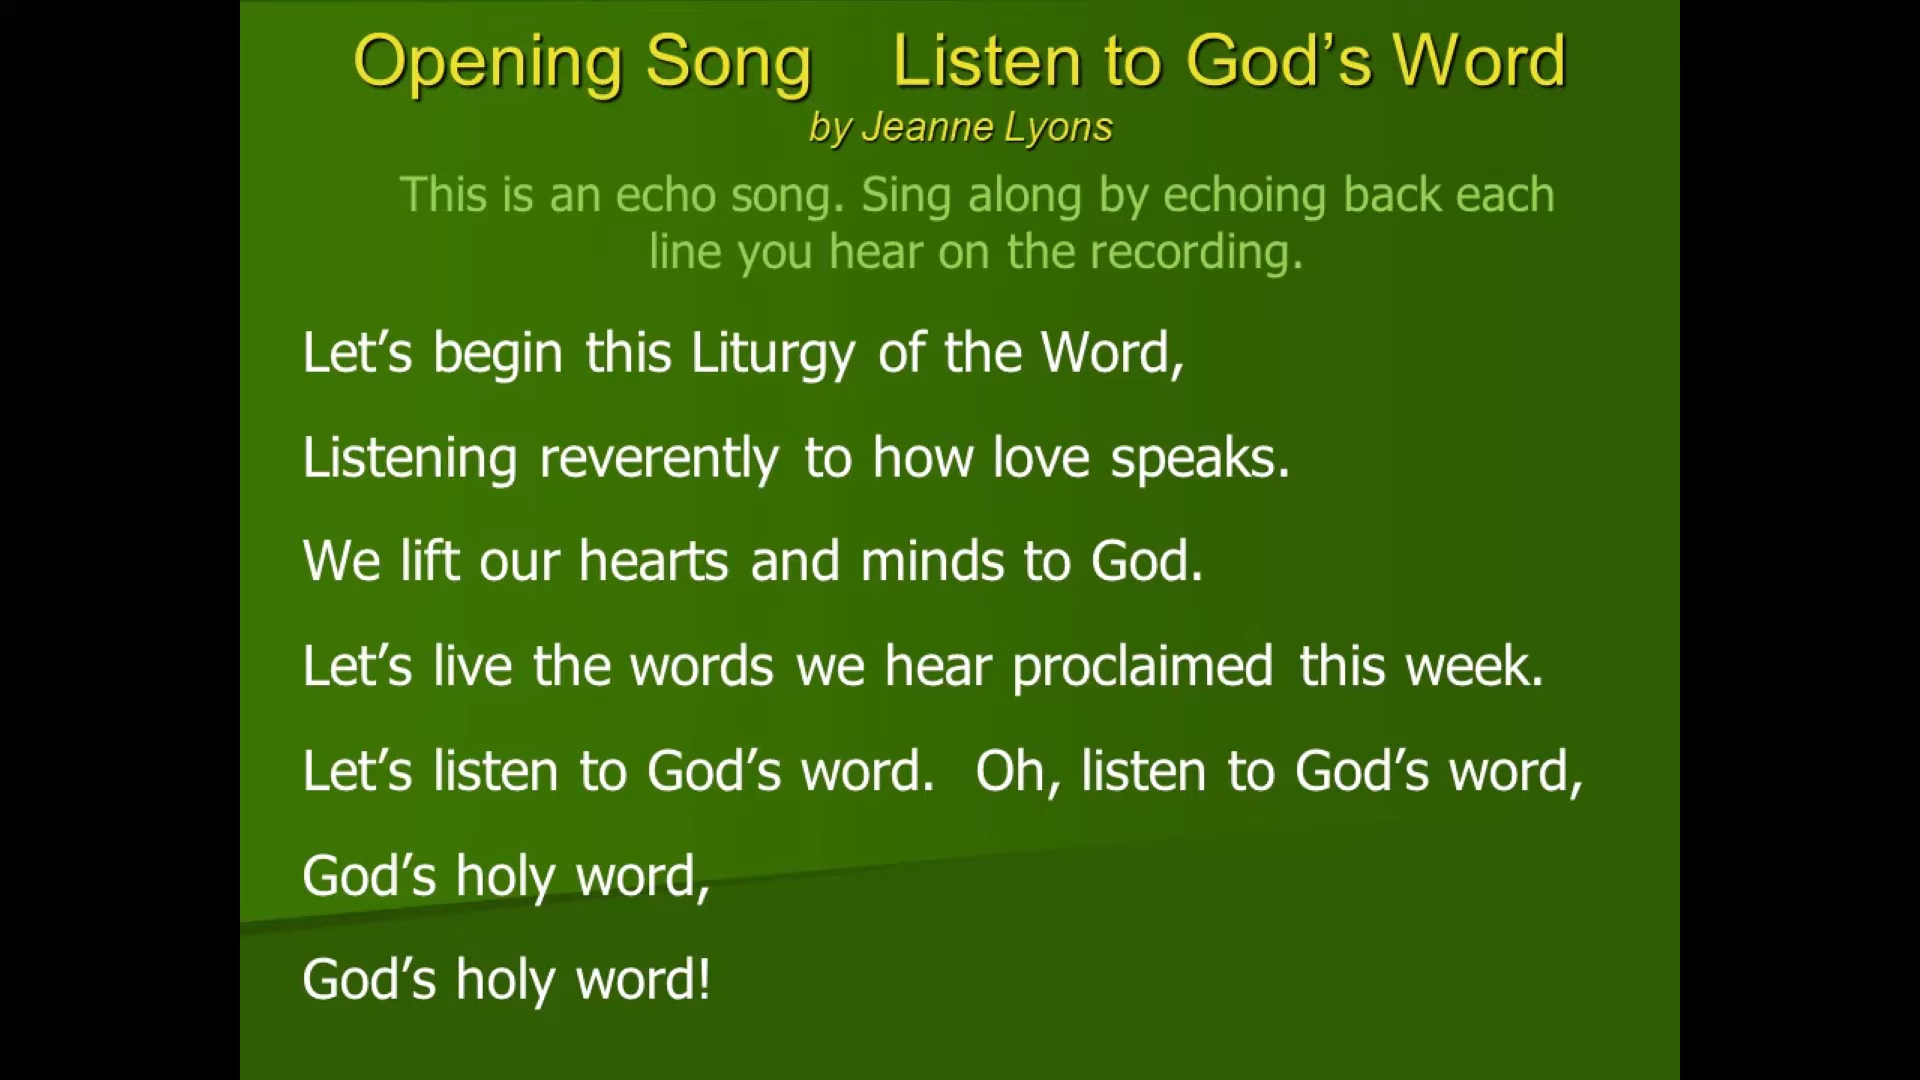 Opening Song    Listen to God’s Word
by Jeanne Lyons
This is an echo song. Sing along by echoing back each
line you hear on the recording.
Let’s begin this Liturgy of the Word,
Listening reverently to how love speaks.
We lift our hearts and minds to God.
Let’s live the words we hear proclaimed this week.
Let’s listen to God’s word.  Oh, listen to God’s word,
God’s holy word,
God’s holy word!